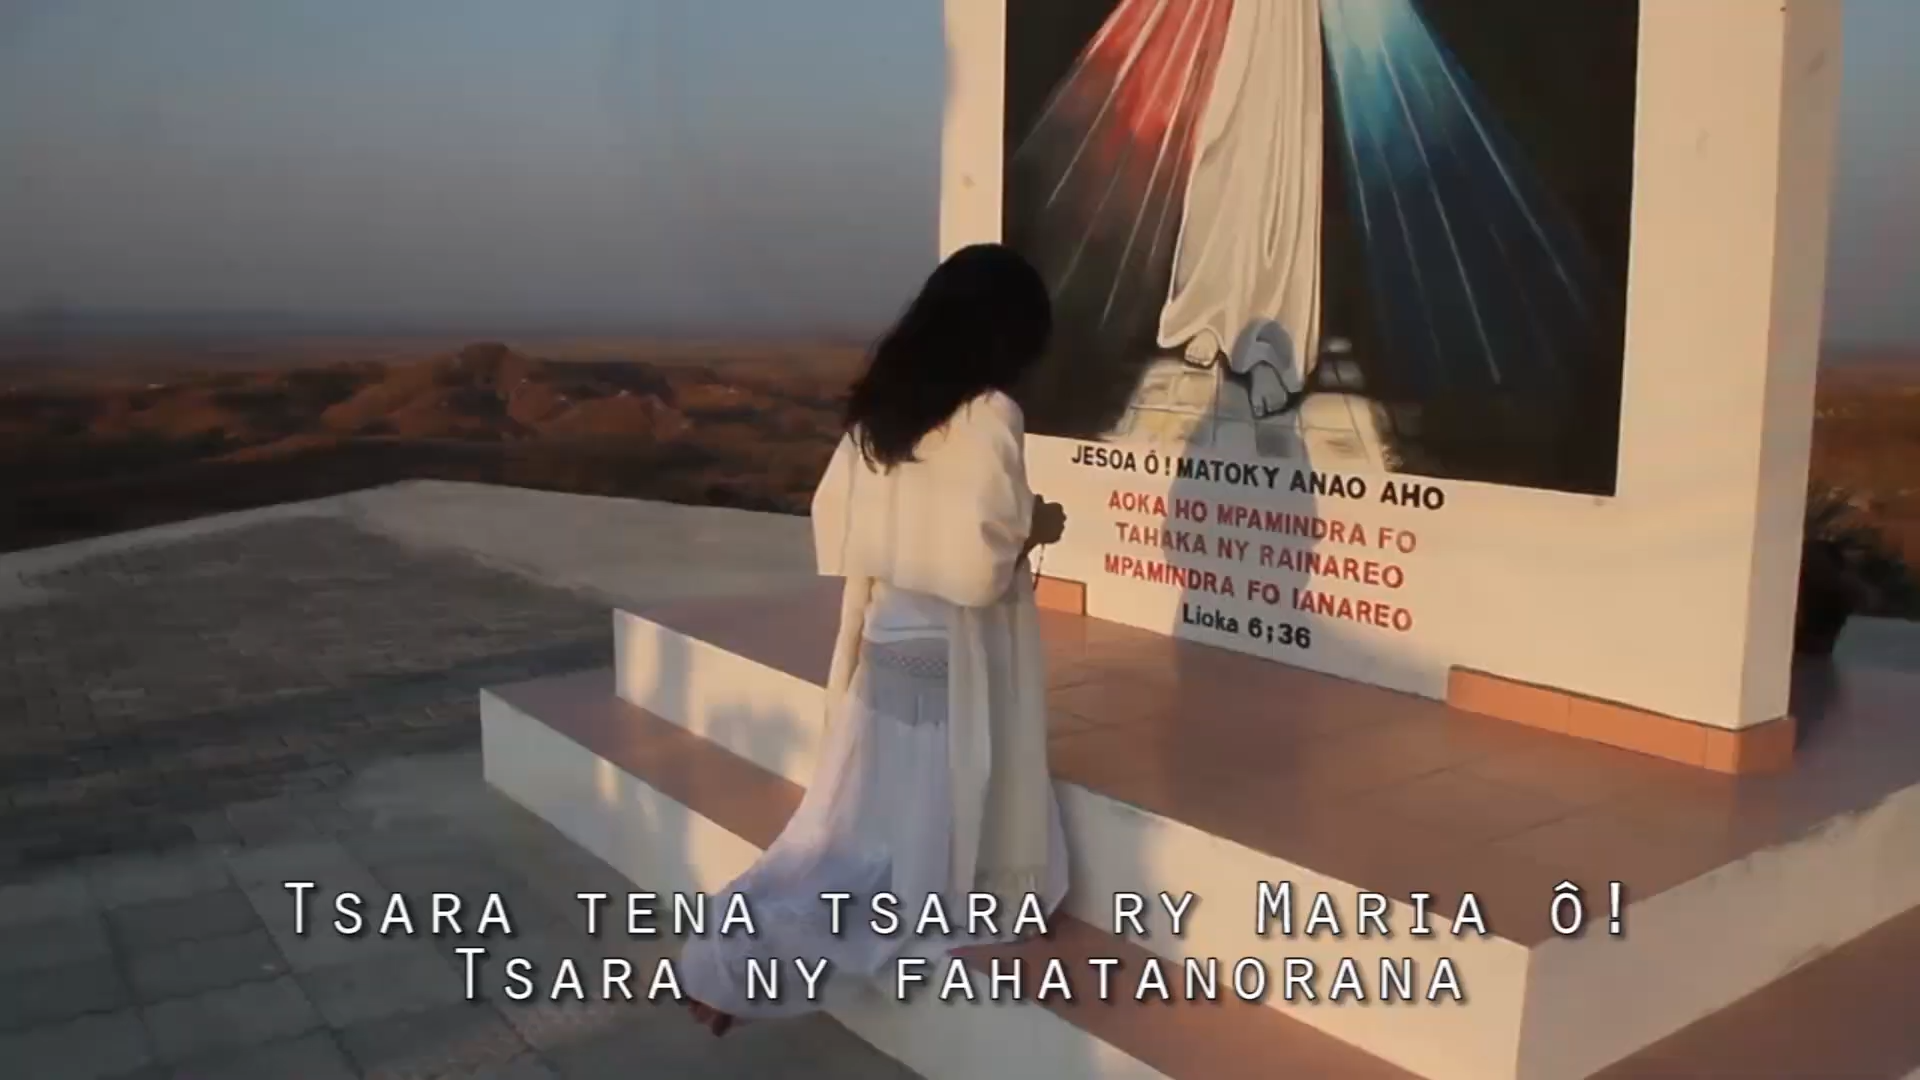 JESOA Ô! MATOKY ANAO AHO
AOKA HO MPAMINDRA FO
TAHAKA NY RAINAREO
MPAMINDRA FO IANAREO
Lioka 6;36
Tsara tena tsara ry Maria ô!
Tsara ny fahatanorana